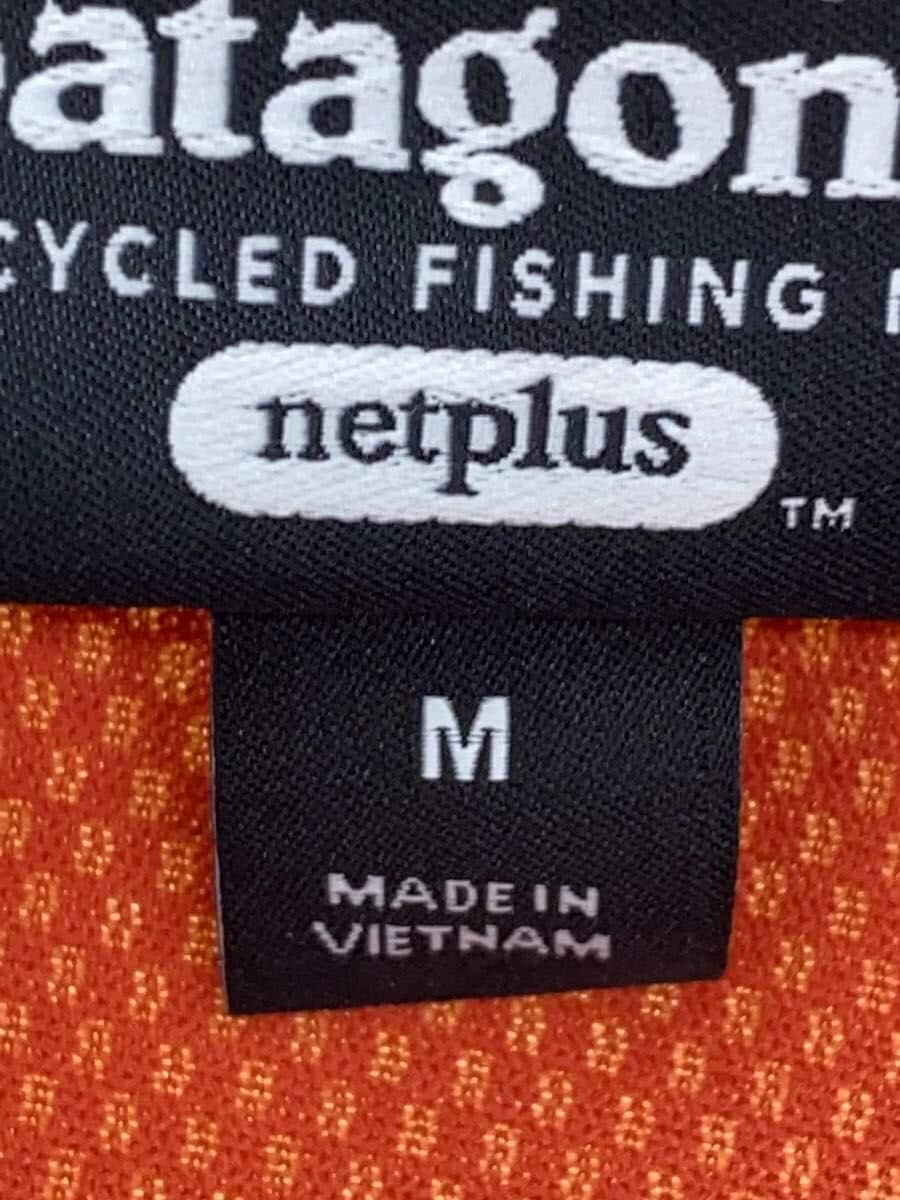 atagon
CYCLED FISHING
netplus
TM
M
MADE IN
VIETNAM